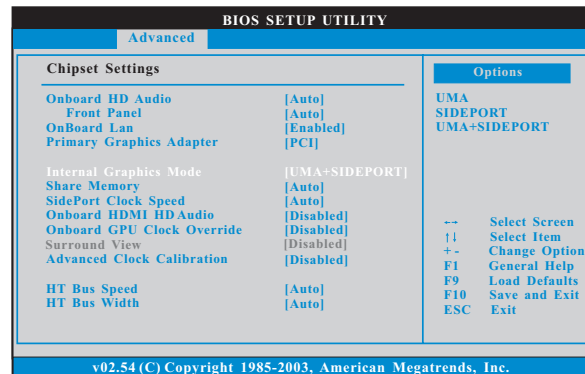 BIOS SETUP UTILITY
Advanced
Chipset Settings
Onboard HD Audio [Auto]
Front Panel [Auto]
OnBoard Lan [Enabled]
Primary Graphics Adapter [PCI]
Internal Graphics Mode [UMA+SIDEPORT]
Share Memory [Auto]
SidePort Clock Speed [Auto]
Onboard HDMI HD Audio [Disabled]
Onboard GPU Clock Override [Disabled]
Surround View [Disabled]
Advanced Clock Calibration [Disabled]
HT Bus Speed [Auto]
HT Bus Width [Auto]
Options
UMA
SIDEPORT
UMA+SIDEPORT
←→ Select Screen
↑↓ Select Item
+ - Change Option
F1 General Help
F9 Load Defaults
F10 Save and Exit
ESC Exit
v02.54 (C) Copyright 1985-2003, American Megatrends, Inc.